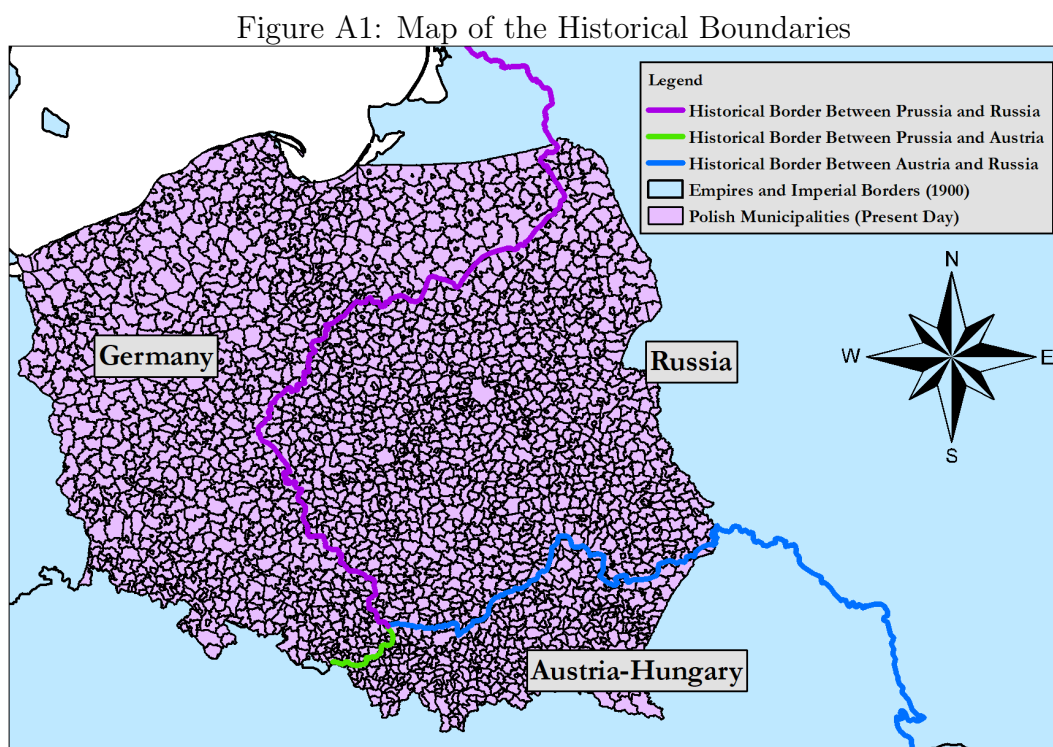 Figure A1: Map of the Historical Boundaries
Legend
Historical Border Between Prussia and Russia
Historical Border Between Prussia and Austria
Historical Border Between Austria and Russia
Empires and Imperial Borders (1900)
Polish Municipalities (Present Day)
N
W
E
S
Germany
Russia
Austria-Hungary